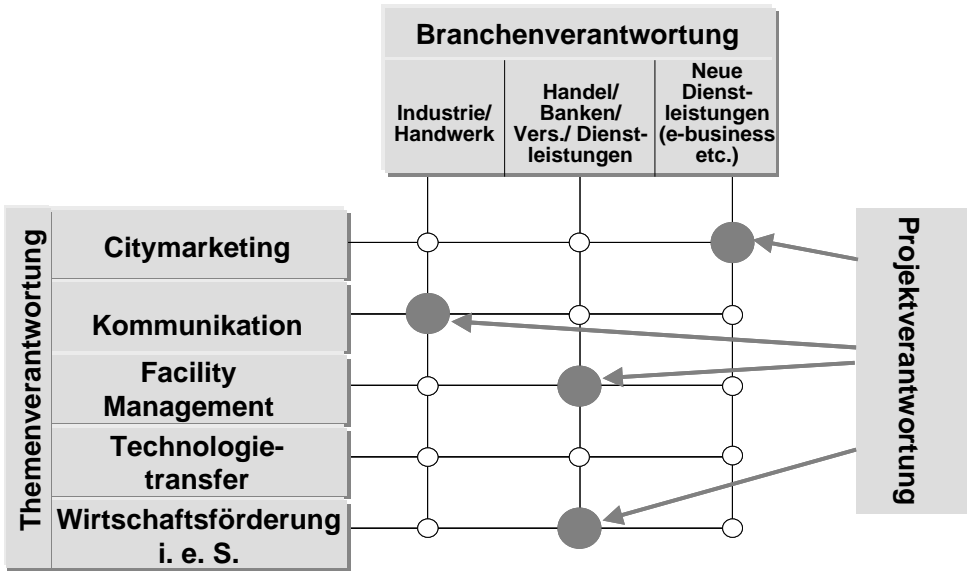 Branchenverantwortung
Industrie/
Handwerk
Handel/
Banken/
Vers./ Dienst-
leistungen
Neue
Dienst-
leistungen
(e-business
etc.)
Themenverantwortung
Citymarketing
Kommunikation
Facility
Management
Technologie-
transfer
Wirtschaftsförderung
i. e. S.
Projektverantwortung